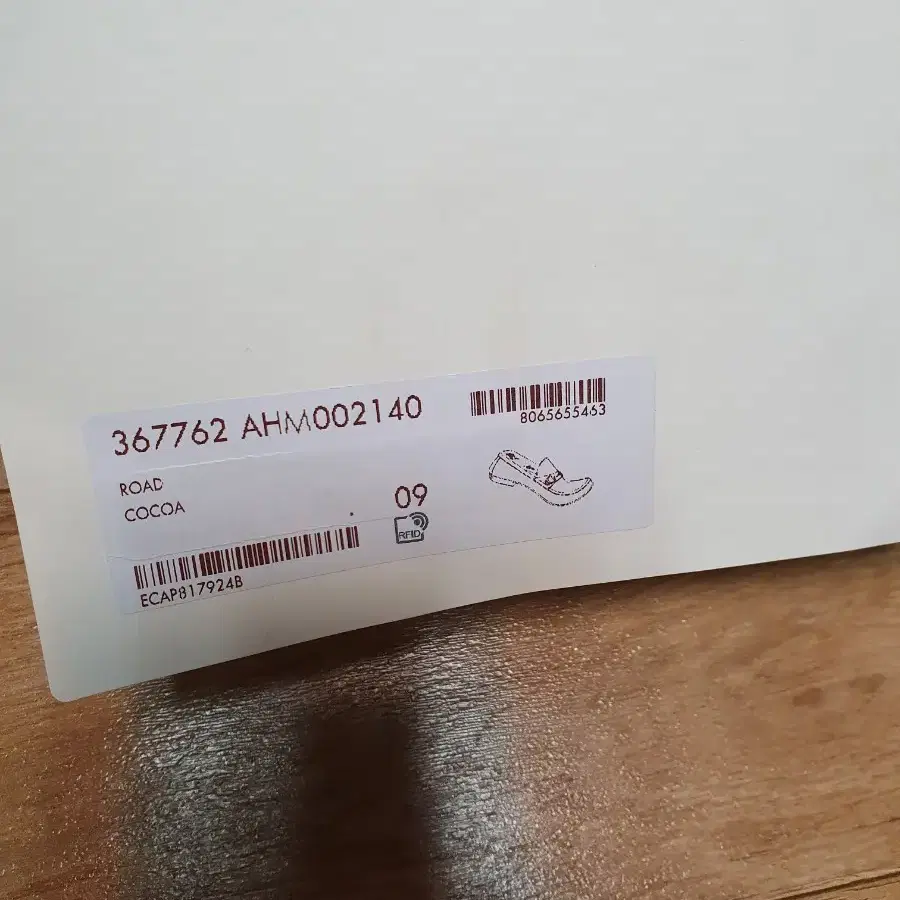 367762 AHM002140
8065655463
ROAD
COCOA
09
RFID
ECAP817924B